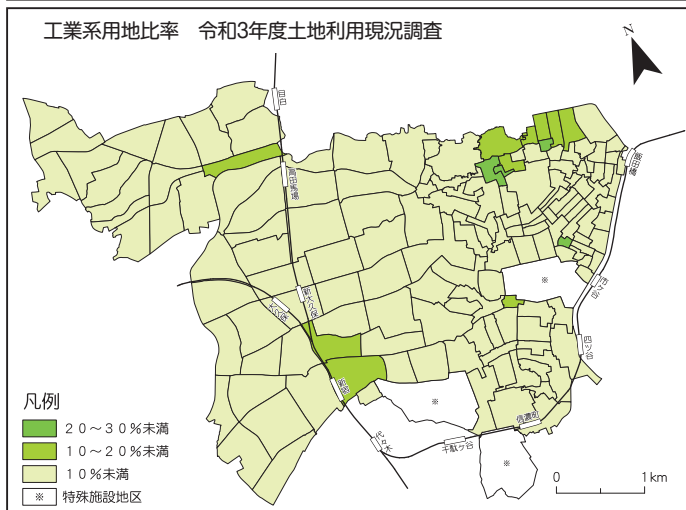 工業系用地比率　令和3年度土地利用現況調査
N
目白
高田馬場
飯田橋
新大久保
大久保
※
市ヶ谷
四ツ谷
新宿
※
信濃町
代々木
千駄ケ谷
※
凡例
２０～３０％未満
１０～２０％未満
１０％未満
※ 特殊施設地区
0 1km